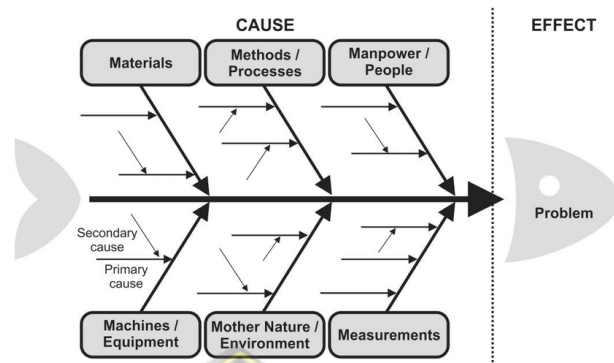 CAUSE
EFFECT
Materials
Methods /
Processes
Manpower /
People
Problem
Secondary
cause
Primary
cause
Machines /
Equipment
Mother Nature /
Environment
Measurements